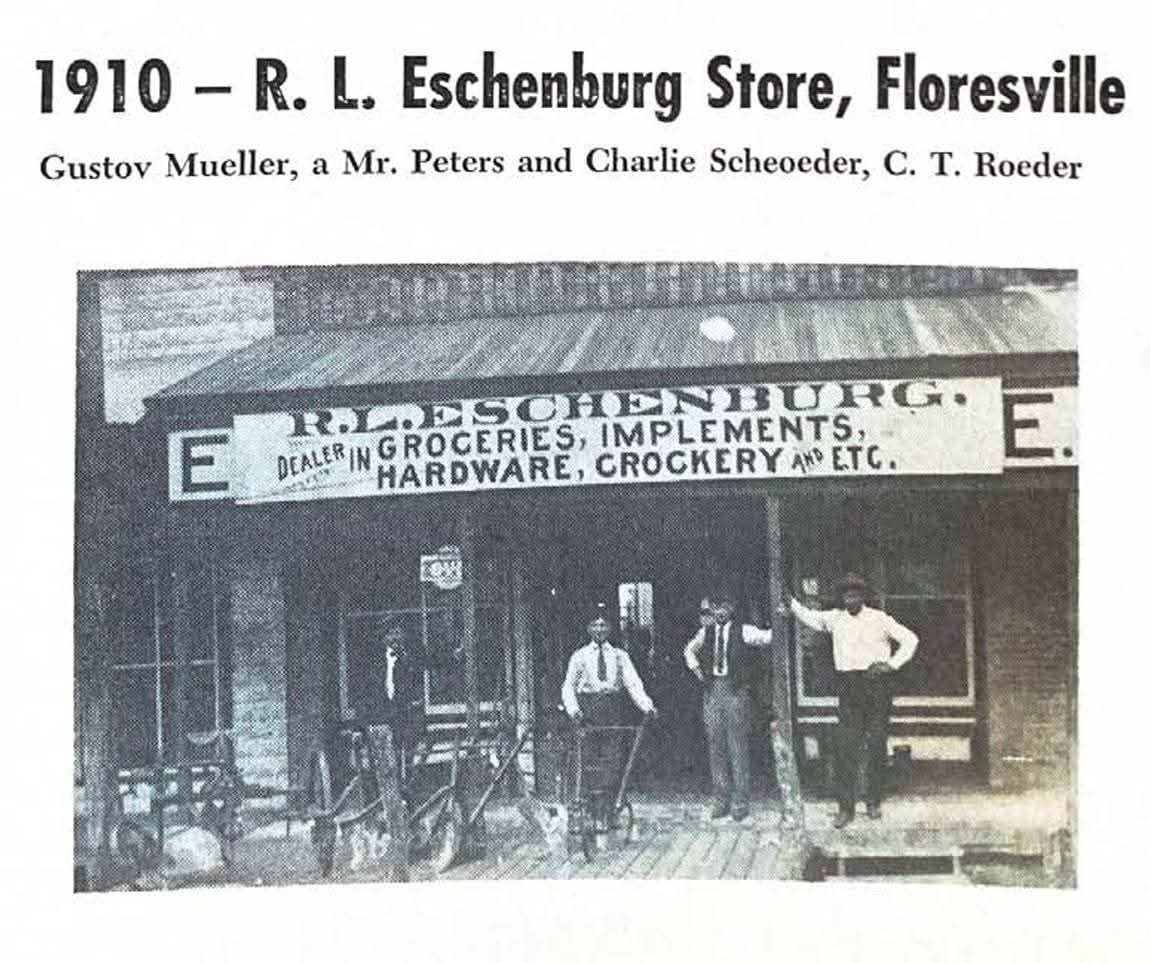 1910 – R. L. Eschenburg Store, Floresville
Gustov Mueller, a Mr. Peters and Charlie Scheoeder, C. T. Roeder
R.L.ESCHENBURG.
E DEALER IN GROCERIES, IMPLEMENTS, E.
HARDWARE, CROCKERY AND ETC.